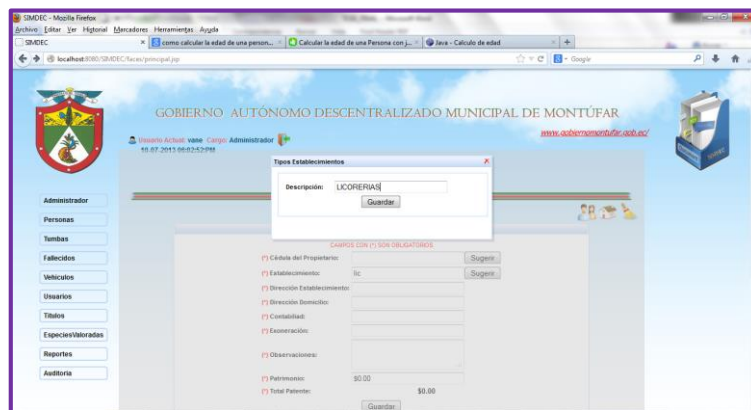 SIMDEC - Mozilla Firefox
Archivo Editar Ver Historial Marcadores Herramientas Ayuda
SIMDEC
como calcular la edad de una person...
Calcular la edad de una Persona con j...
Java - Calculo de edad
localhost:8080/SIMDEC/faces/principal.jsp
Google
GOBIERNO AUTÓNOMO DESCENTRALIZADO MUNICIPAL DE MONTÚFAR
www.gobiernomontufar.gob.ec/
Usuario Actual: vane Cargo: Administrador
10-07-2013 06:02:52 PM
Tipos Establecimientos
Descripción: LICORERIAS
Guardar
Administrador
Personas
Tumbas
Fallecidos
Vehículos
Usuarios
Títulos
EspeciesValoradas
Reportes
Auditoria
CAMPOS CON (*) SON OBLIGATORIOS
(*) Cédula del Propietario: Sugerir
(*) Establecimiento: lic Sugerir
(*) Dirección Establecimiento:
(*) Dirección Domicilio:
(*) Contabilidad:
(*) Exoneración:
(*) Observaciones:
(*) Patrimonio: $0.00
(*) Total Patente: $0.00
Guardar